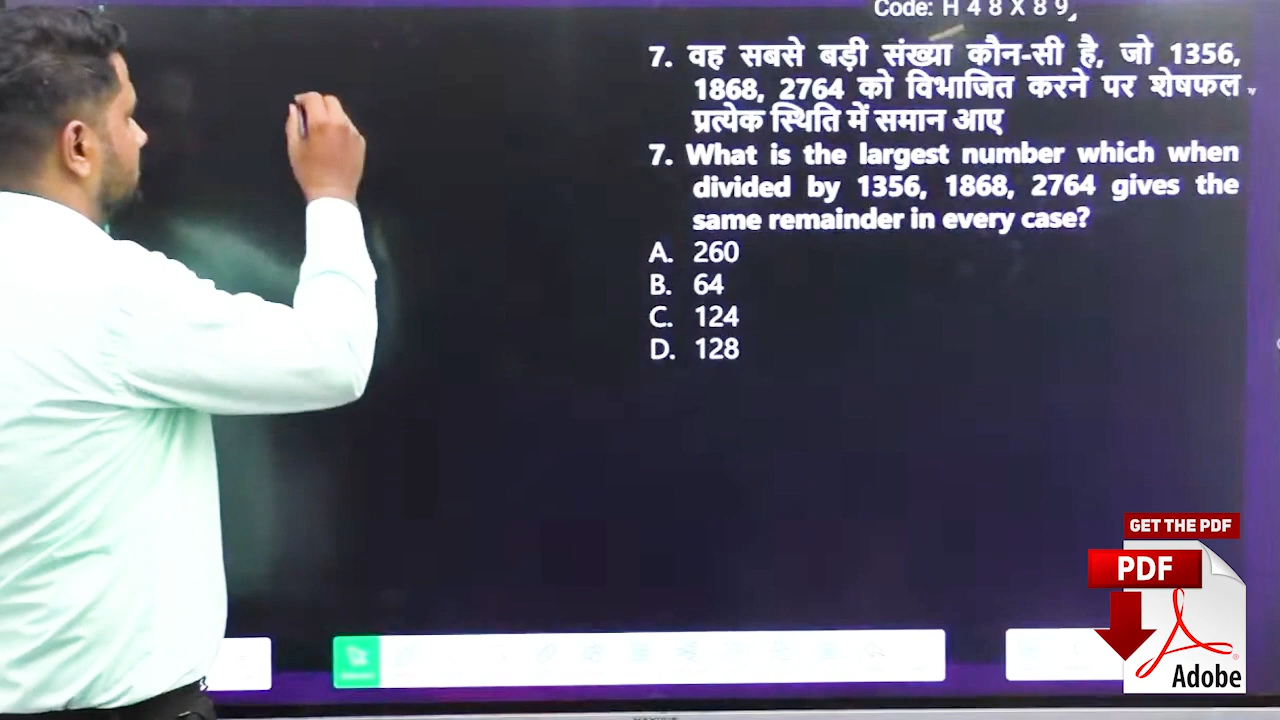 Code: H 4 8 X 8 9
7. वह सबसे बड़ी संख्या कौन-सी है, जो 1356,
1868, 2764 को विभाजित करने पर शेषफल
प्रत्येक स्थिति में समान आए
7. What is the largest number which when
divided by 1356, 1868, 2764 gives the
same remainder in every case?
A. 260
B. 64
C. 124
D. 128
GET THE PDF
PDF
Adobe